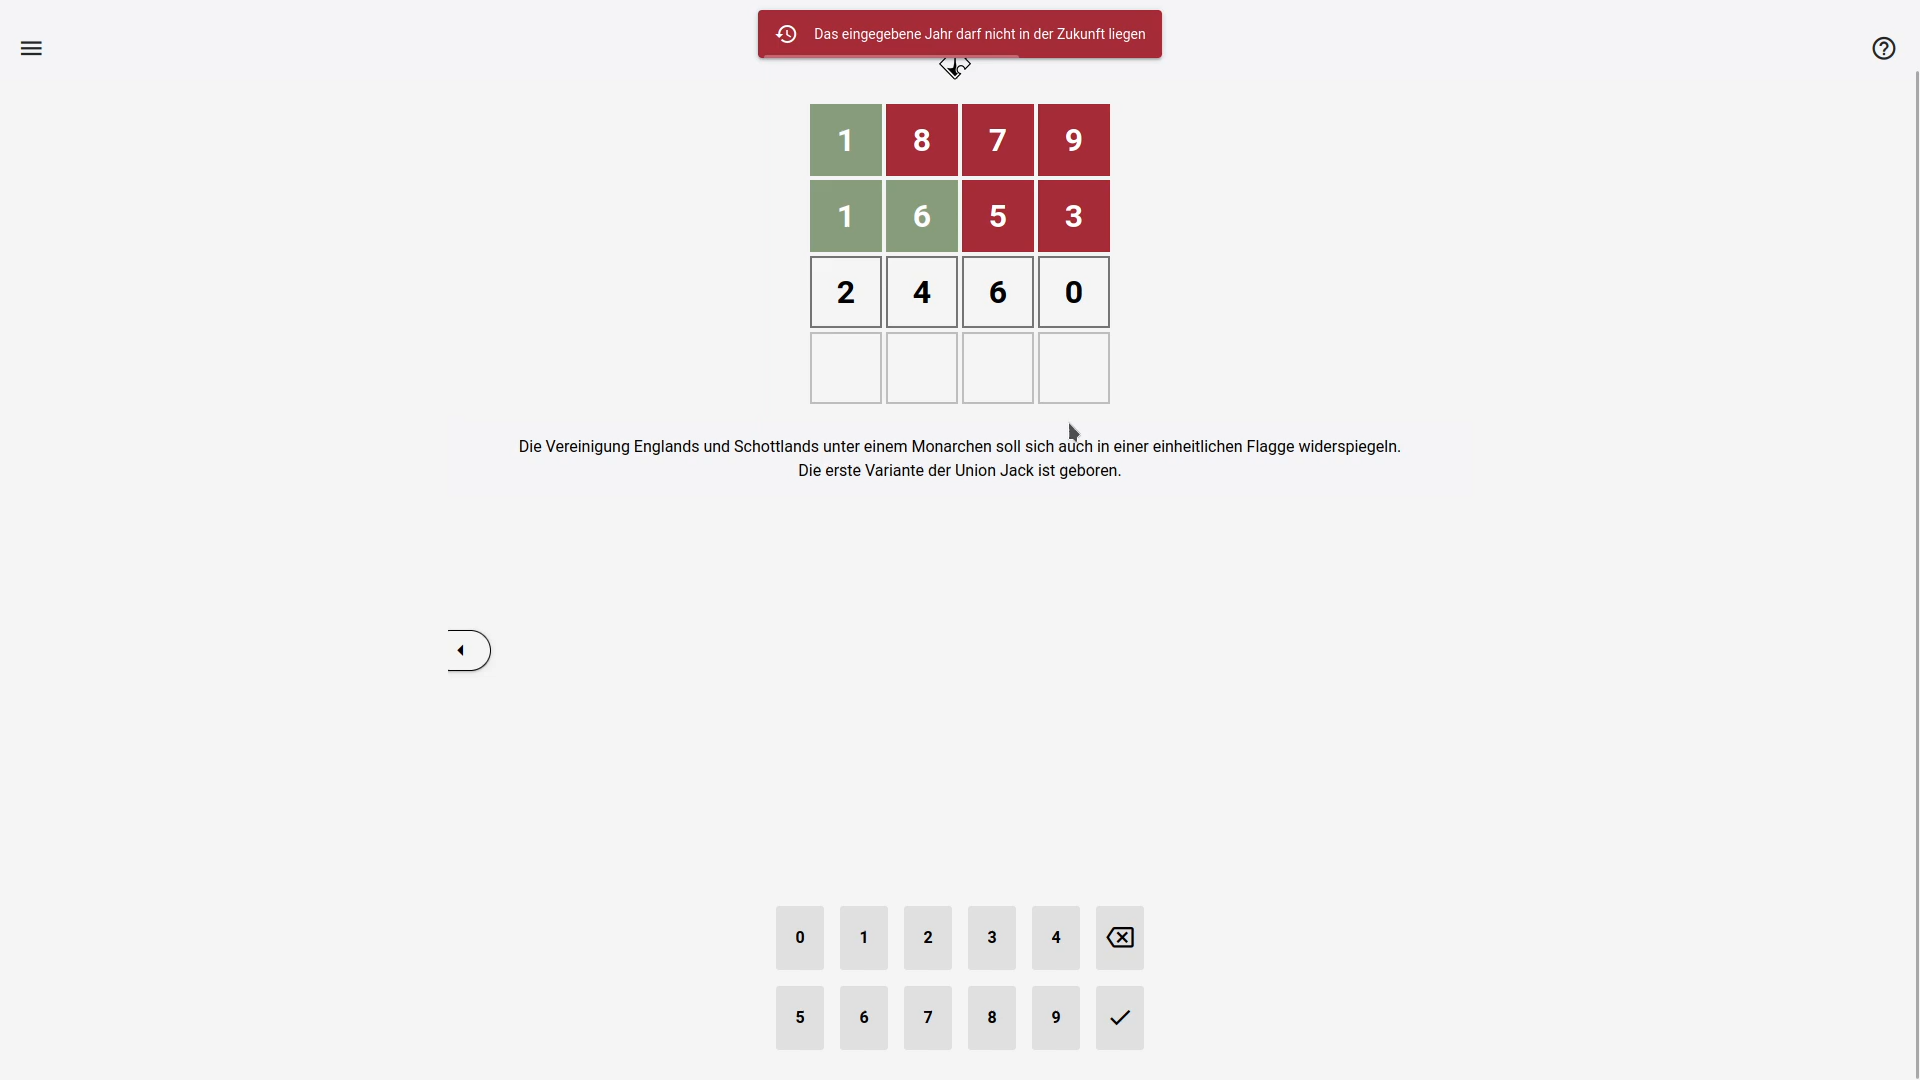 Das eingegebene Jahr darf nicht in der Zukunft liegen
1 8 7 9
1 6 5 3
2 4 6 0
Die Vereinigung Englands und Schottlands unter einem Monarchen soll sich auch in einer einheitlichen Flagge widerspiegeln.
Die erste Variante der Union Jack ist geboren.
0 1 2 3 4
5 6 7 8 9